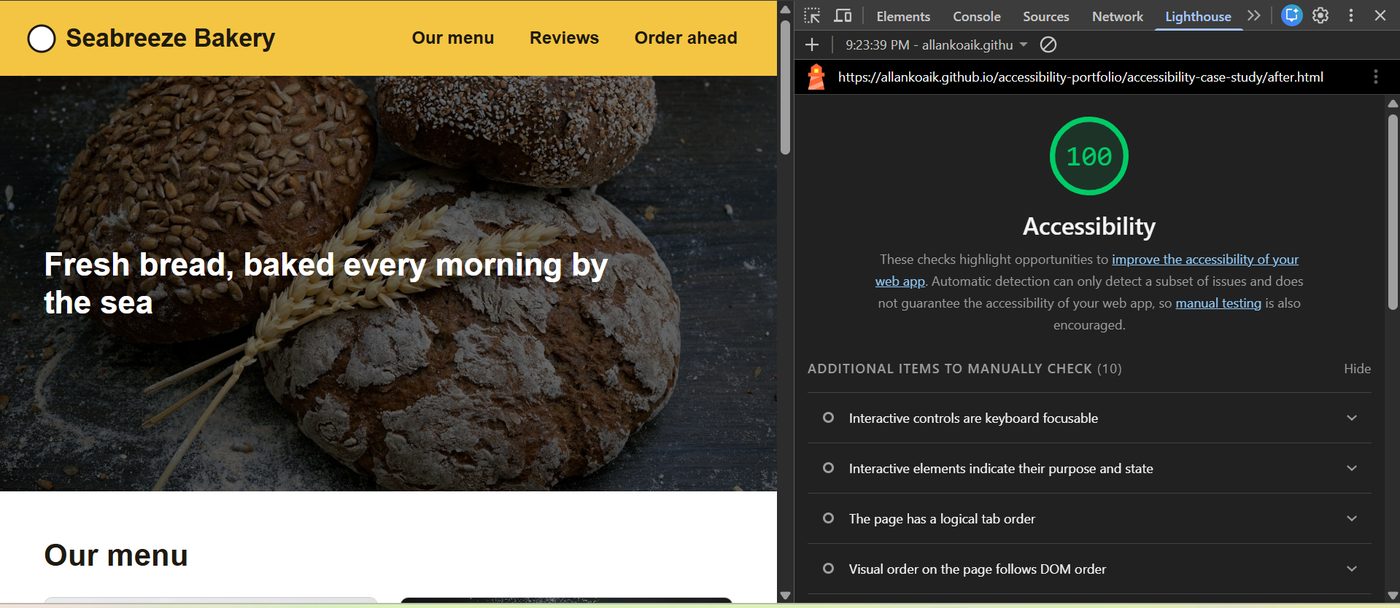 Seabreeze Bakery
Our menu
Reviews
Order ahead
Fresh bread, baked every morning by
the sea
Our menu
Elements
Console
Sources
Network
Lighthouse
9:23:39 PM - allankoaik.githu
https://allankoaik.github.io/accessibility-portfolio/accessibility-case-study/after.html
100
Accessibility
These checks highlight opportunities to improve the accessibility of your
web app. Automatic detection can only detect a subset of issues and does
not guarantee the accessibility of your web app, so manual testing is also
encouraged.
ADDITIONAL ITEMS TO MANUALLY CHECK (10)
Hide
Interactive controls are keyboard focusable
Interactive elements indicate their purpose and state
The page has a logical tab order
Visual order on the page follows DOM order